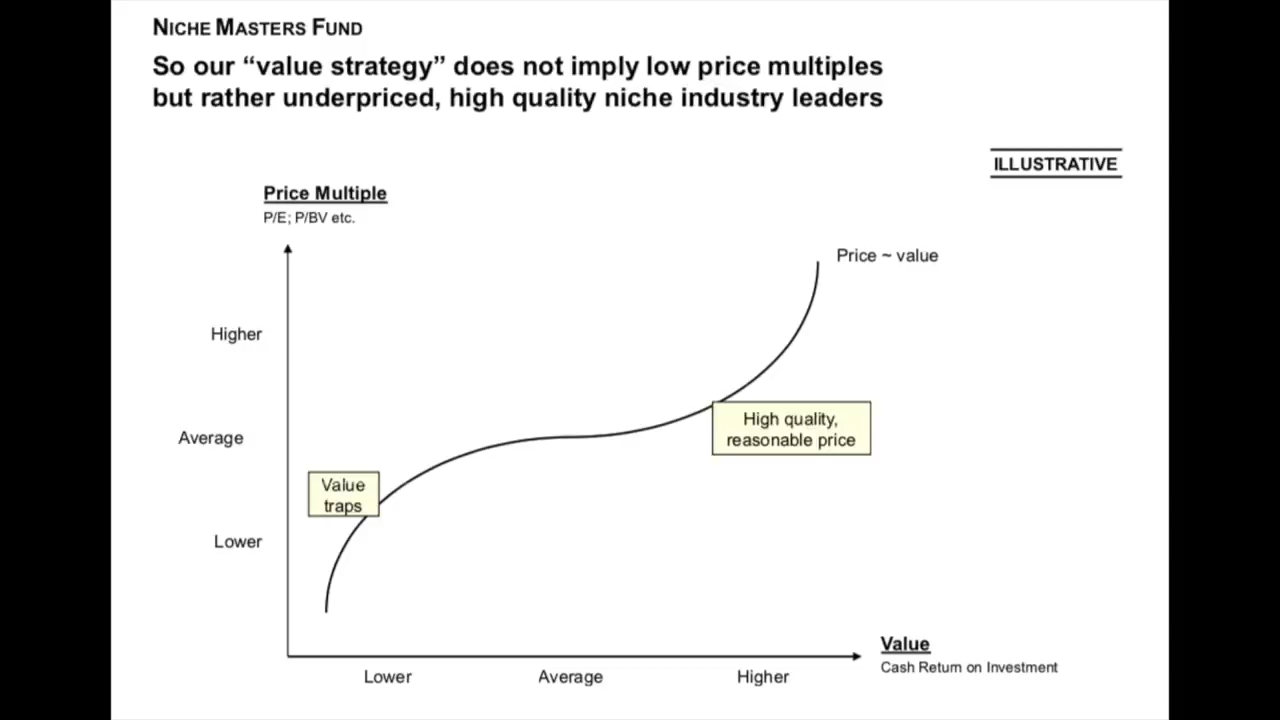 NICHE MASTERS FUND
So our “value strategy” does not imply low price multiples
but rather underpriced, high quality niche industry leaders
ILLUSTRATIVE
Price Multiple
P/E; P/BV etc.
Price ~ value
Higher
High quality,
reasonable price
Average
Value
traps
Lower
Value
Cash Return on Investment
Lower
Average
Higher